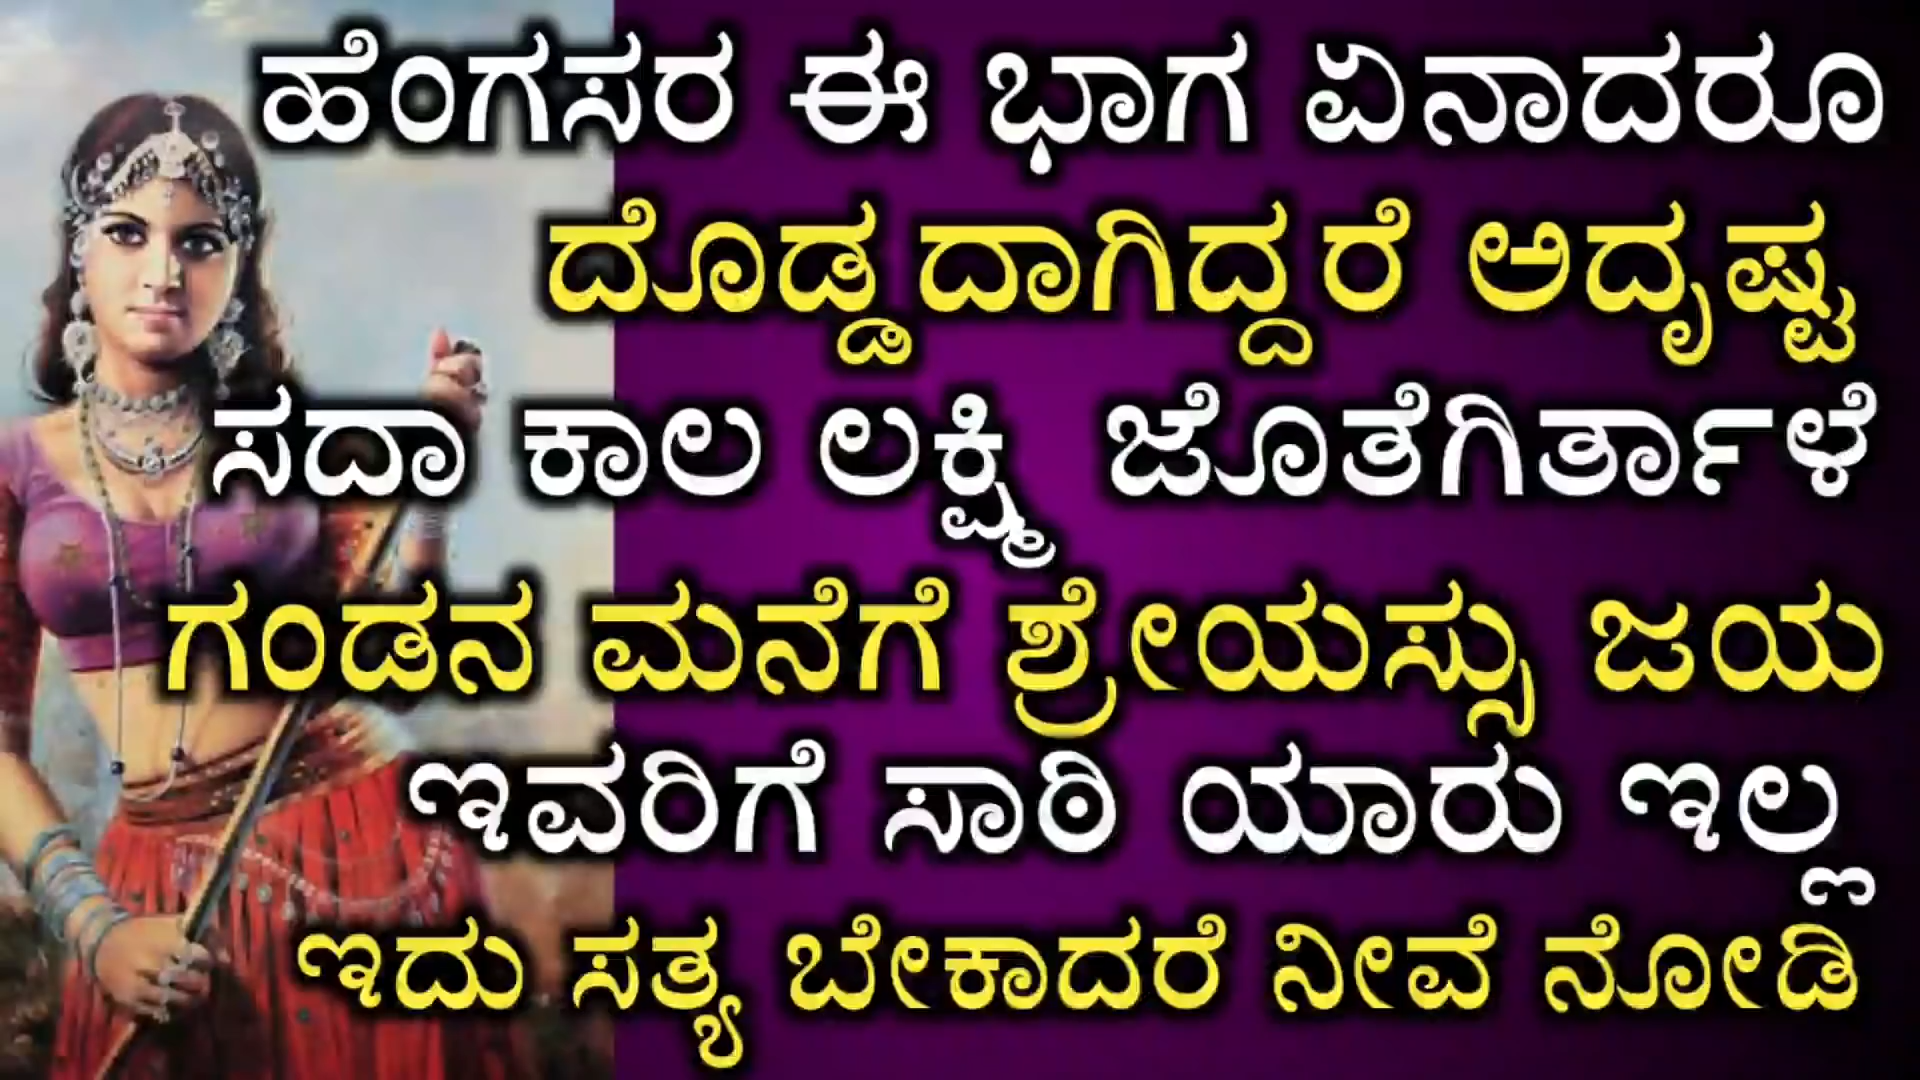 ಹೆಂಗಸರ ಈ ಭಾಗ ಏನಾದರೂ
ದೊಡ್ಡದಾಗಿದ್ದರೆ ಅದೃಷ್ಟ
ಸದಾ ಕಾಲ ಲಕ್ಷ್ಮಿ ಜೊತೆಗಿರ್ತಾಳೆ
ಗಂಡನ ಮನೆಗೆ ಶ್ರೇಯಸ್ಸು ಜಯ
ಇವರಿಗೆ ಸಾಠಿ ಯಾರು ಇಲ್ಲ
ಇದು ಸತ್ಯ ಬೇಕಾದರೆ ನೀವೆ ನೋಡಿ